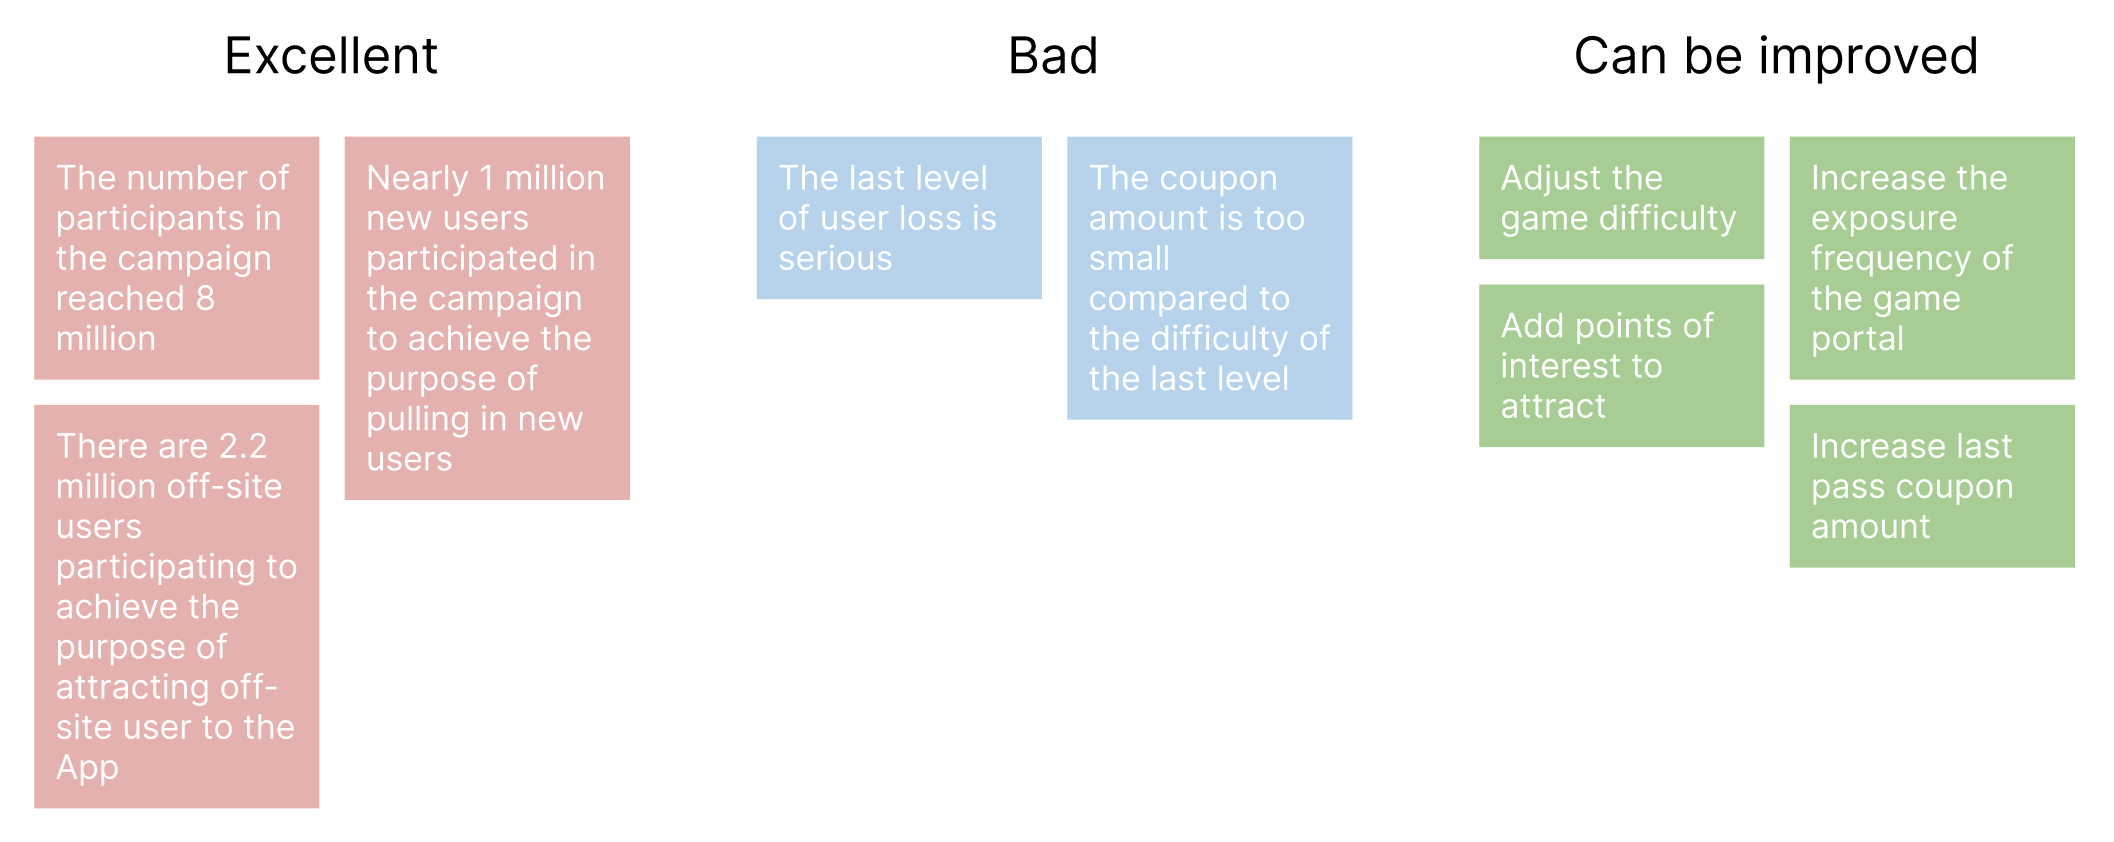 Excellent
The number of
participants in
the campaign
reached 8
million
Nearly 1 million
new users
participated in
the campaign
to achieve the
purpose of
pulling in new
users
There are 2.2
million off-site
users
participating to
achieve the
purpose of
attracting off-
site user to the
App
Bad
The last level
of user loss is
serious
The coupon
amount is too
small
compared to
the difficulty of
the last level
Can be improved
Adjust the
game difficulty
Increase the
exposure
frequency of
the game
portal
Add points of
interest to
attract
Increase last
pass coupon
amount